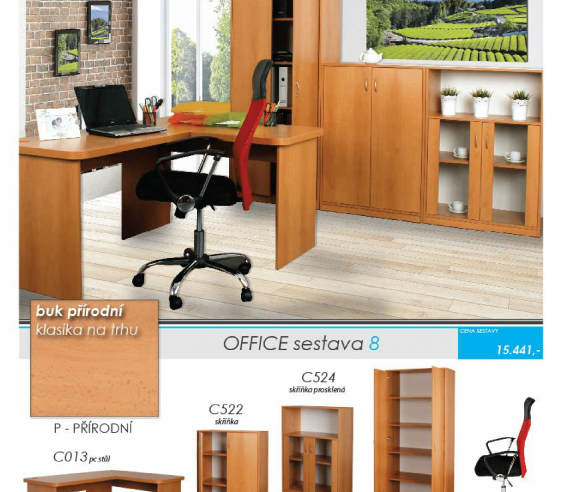 buk přírodní
klasika na trhu
OFFICE sestava 8
CENA SESTAVY
15.441,-
P - PŘÍRODNÍ
C524
skříňka prosklená
C522
skříňka
C013 pc stůl